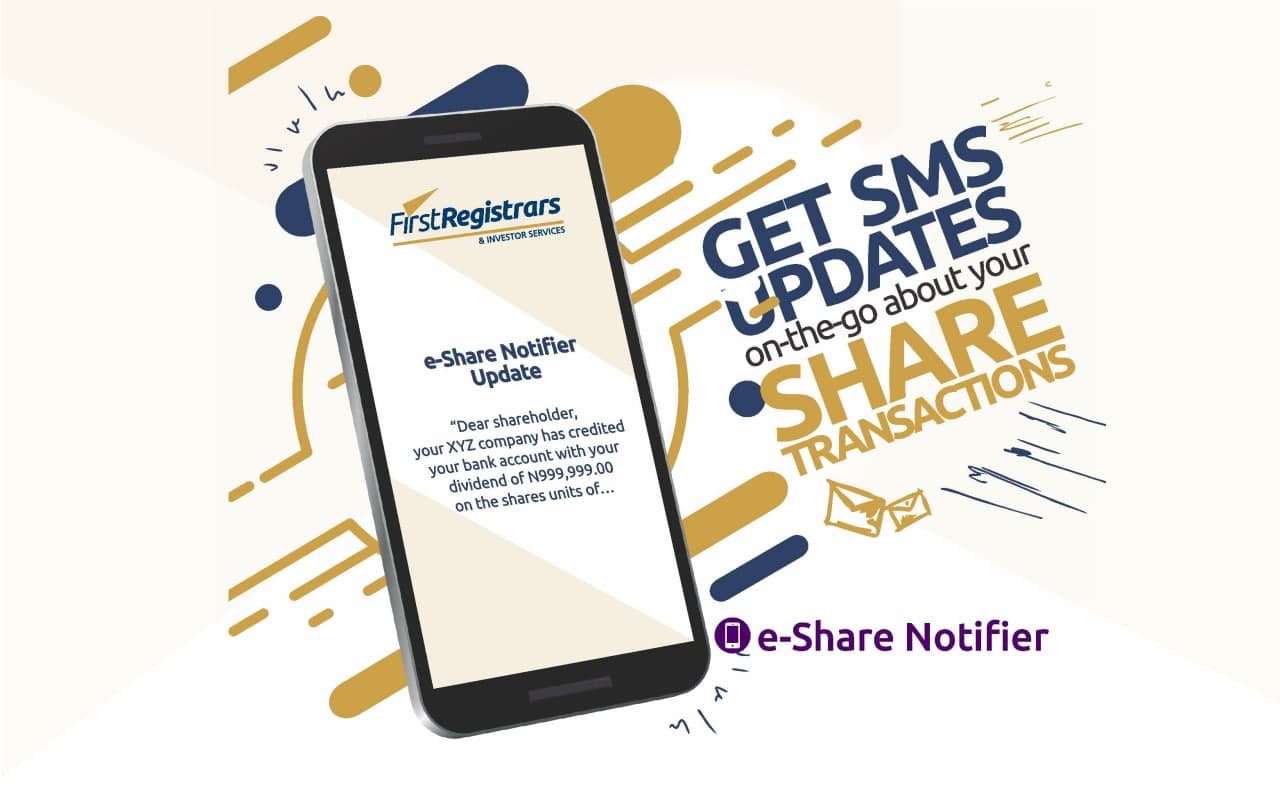 FirstRegistrars
& INVESTOR SERVICES
e-Share Notifier
Update
“Dear shareholder,
your XYZ company has credited
your bank account with your
dividend of N999,999.00
on the shares units of...
GET SMS
UPDATES
on-the-go about your
SHARE
TRANSACTIONS
e-Share Notifier